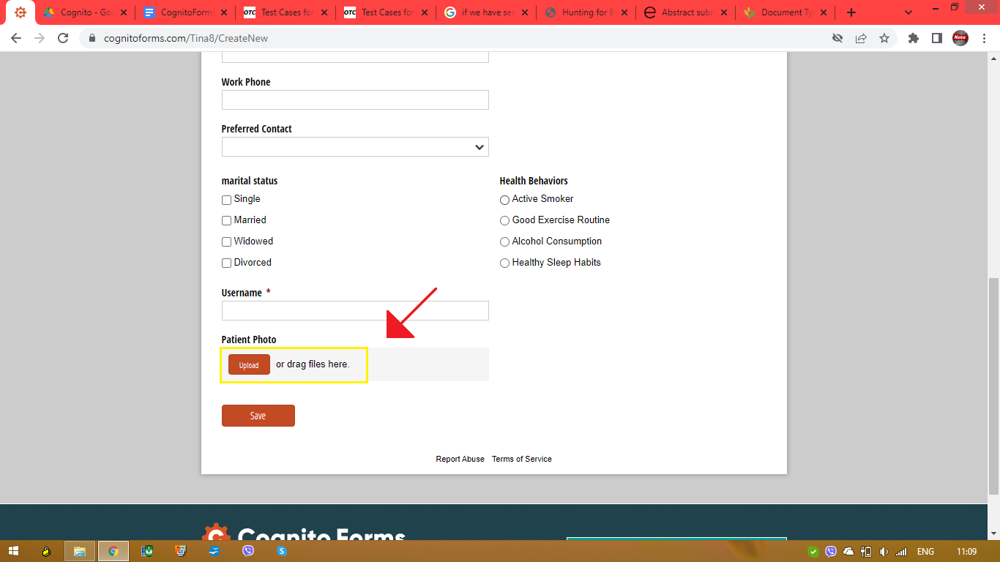 Cognito - Go
CognitoForm
OTC Test Cases for
OTC Test Cases for
if we have ser
Hunting for
Abstract subm
Document Ty
cognitoforms.com/Tina8/CreateNew
Work Phone
Preferred Contact
marital status
Single
Married
Widowed
Divorced
Health Behaviors
Active Smoker
Good Exercise Routine
Alcohol Consumption
Healthy Sleep Habits
Username *
Patient Photo
Upload or drag files here.
Save
Report Abuse Terms of Service
Cognito Forms
ENG 11:09